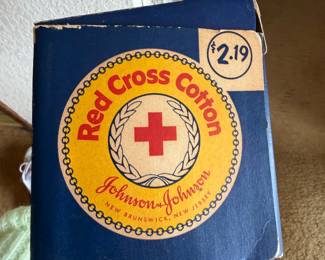 $2.19
Red Cross Cotton
Johnson & Johnson
NEW BRUNSWICK, NEW JERSEY